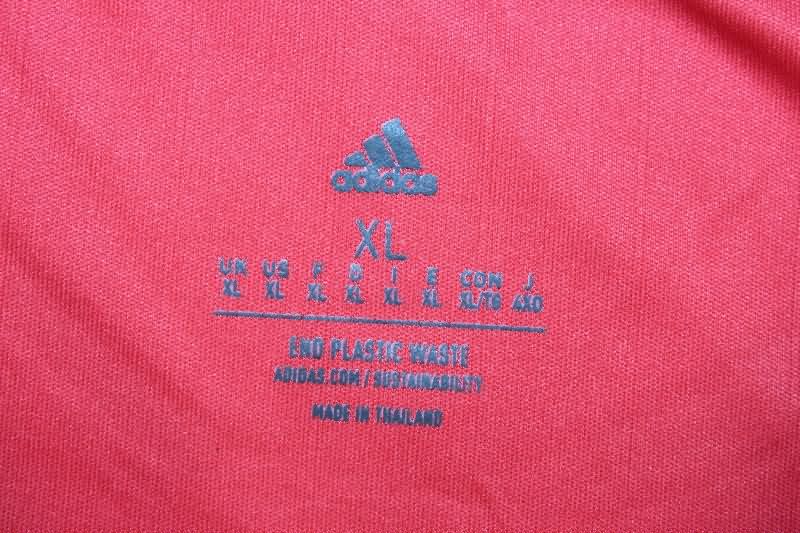 adidas
XL
UK US F D I E CDN J
XL XL XL XL XL XL XL/TG 4XO
END PLASTIC WASTE
ADIDAS.COM / SUSTAINABILITY
MADE IN THAILAND